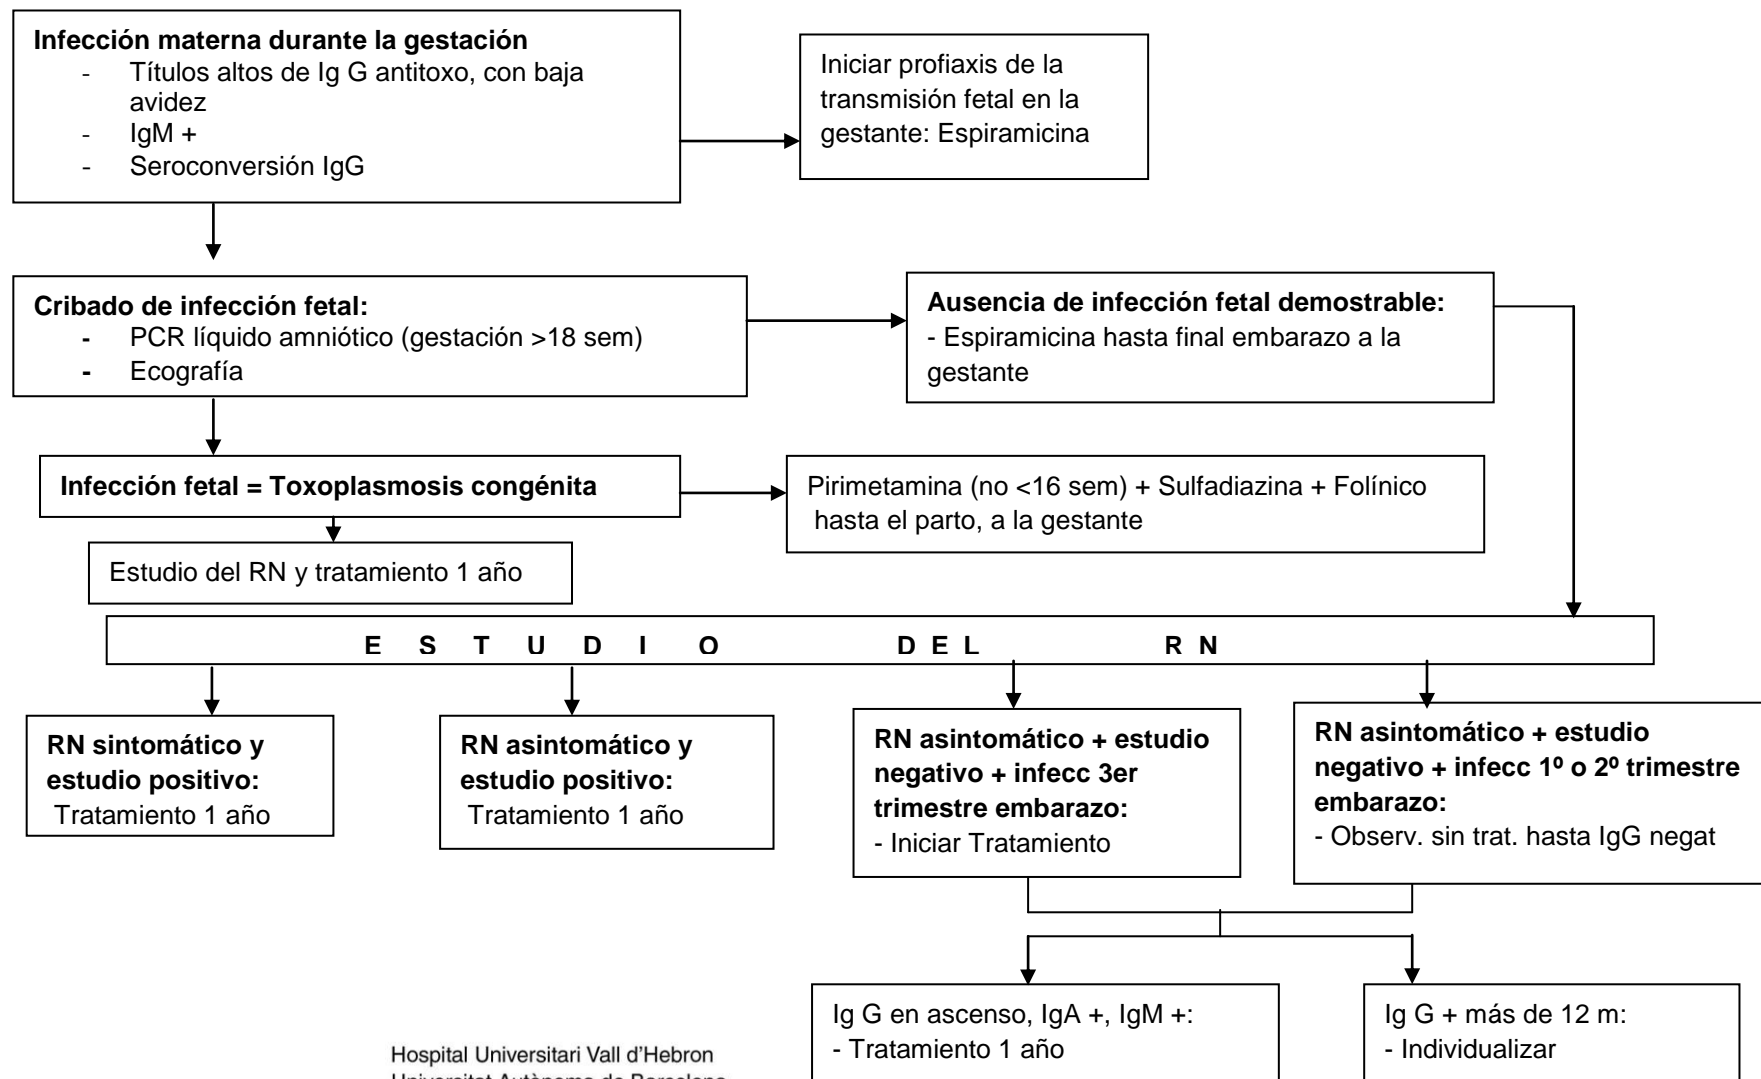 Infección materna durante la gestación
- Títulos altos de Ig G antitoxo, con baja
avidez
- IgM +
- Seroconversión IgG
Iniciar profiaxis de la
transmisión fetal en la
gestante: Espiramicina
Cribado de infección fetal:
- PCR líquido amniótico (gestación >18 sem)
- Ecografía
Ausencia de infección fetal demostrable:
- Espiramicina hasta final embarazo a la
gestante
Infección fetal = Toxoplasmosis congénita
Pirimetamina (no <16 sem) + Sulfadiazina + Folínico
hasta el parto, a la gestante
Estudio del RN y tratamiento 1 año
E S T U D I O D E L R N
RN sintomático y
estudio positivo:
Tratamiento 1 año
RN asintomático y
estudio positivo:
Tratamiento 1 año
RN asintomático + estudio
negativo + infecc 3er
trimestre embarazo:
- Iniciar Tratamiento
RN asintomático + estudio
negativo + infecc 1º o 2º trimestre
embarazo:
- Observ. sin trat. hasta IgG negat
Ig G en ascenso, IgA +, IgM +:
- Tratamiento 1 año
Ig G + más de 12 m:
- Individualizar
Hospital Universitari Vall d'Hebron
Universitat Autònoma de Barcelona